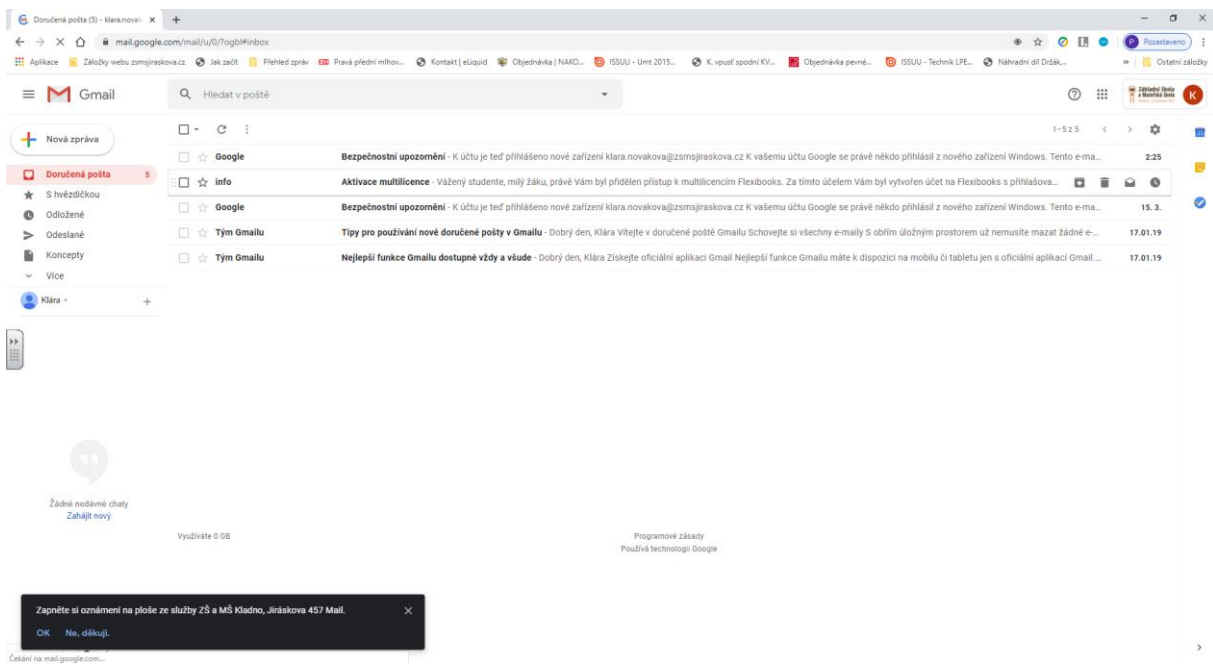 Doručená pošta (5) - klara.novak
mail.google.com/mail/u/0/?ogbl#inbox
Pozastaveno
Aplikace Záložky webu zsmsjiraskova.cz Jak začít Přehled zpráv Pravá přední mlhov... Kontakt | eLiquid Objednávka | NAKO... ISSUU - Umt 2015... K. vpusť spodní KV... Objednávka pevné... ISSUU - Technik LPE... Náhradní díl Držák,... Ostatní záložky
Gmail
Hledat v poště
Základní škola
a Mateřská škola
K
Nová zpráva
1–5 z 5
Doručená pošta 5
S hvězdičkou
Odložené
Odeslané
Koncepty
Více
Klára
Google Bezpečnostní upozornění - K účtu je teď přihlášeno nové zařízení klara.novakova@zsmsjiraskova.cz K vašemu účtu Google se právě někdo přihlásil z nového zařízení Windows. Tento e-ma... 2:25
info Aktivace multilicence - Vážený studente, milý žáku, právě Vám byl přidělen přístup k multilicencím Flexibooks. Za tímto účelem Vám byl vytvořen účet na Flexibooks s přihlašova...
Google Bezpečnostní upozornění - K účtu je teď přihlášeno nové zařízení klara.novakova@zsmsjiraskova.cz K vašemu účtu Google se právě někdo přihlásil z nového zařízení Windows. Tento e-ma... 15. 3.
Tým Gmailu Tipy pro používání nové doručené pošty v Gmailu - Dobrý den, Klára Vítejte v doručené poště Gmailu Schovejte si všechny e-maily S obřím úložným prostorem už nemusíte mazat žádné e-... 17.01.19
Tým Gmailu Nejlepší funkce Gmailu dostupné vždy a všude - Dobrý den, Klára Získejte oficiální aplikaci Gmail Nejlepší funkce Gmailu máte k dispozici na mobilu či tabletu jen s oficiální aplikací Gmail.... 17.01.19
Žádné nedávné chaty
Zahájit nový
Využíváte 0 GB
Programové zásady
Používá technologii Google
Zapněte si oznámení na ploše ze služby ZŠ a MŠ Kladno, Jiráskova 457 Mail.
OK Ne, děkuji.
Čekání na mail.google.com...